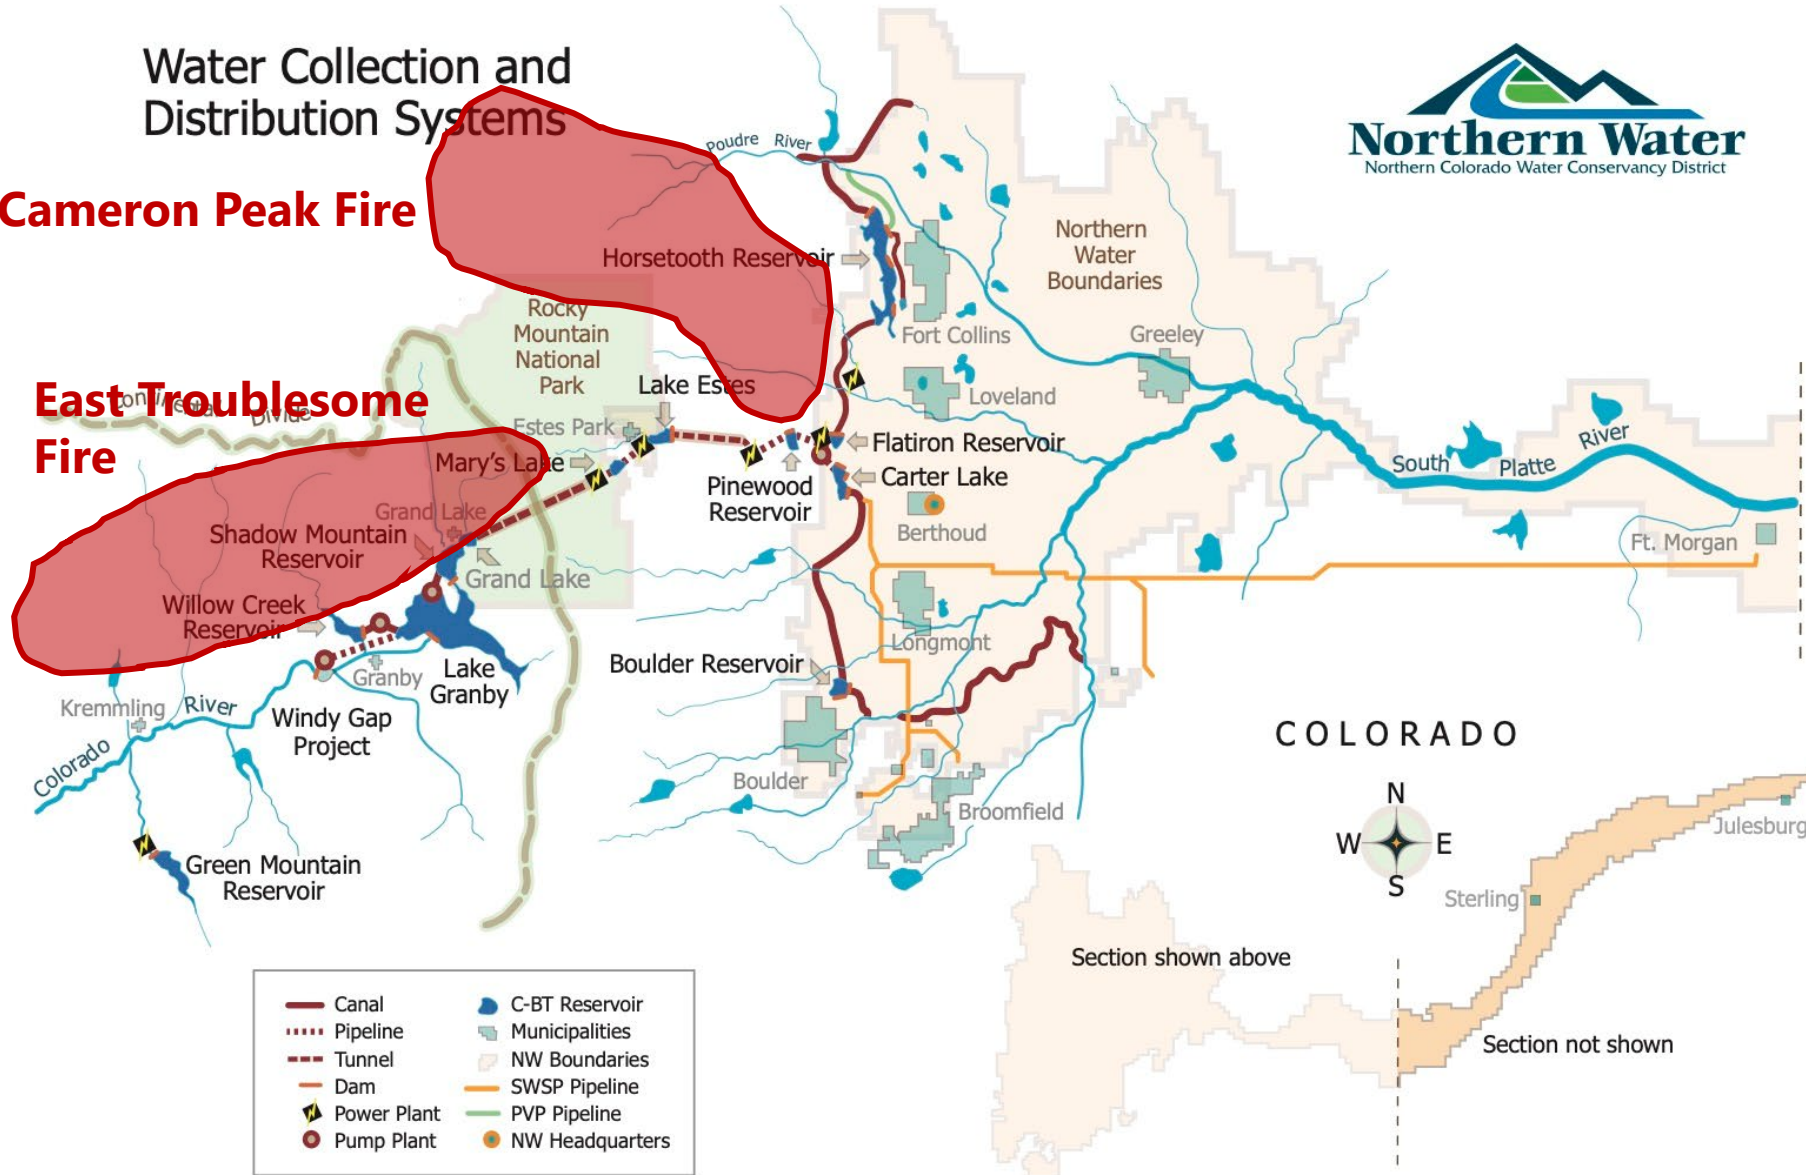 Water Collection and
Distribution Systems
Northern Water
Northern Colorado Water Conservancy District
Poudre River
Cameron Peak Fire
Horsetooth Reservoir
Northern
Water
Boundaries
Rocky
Mountain
National
Park
Fort Collins
Greeley
East Troublesome
Fire
Continental Divide
Lake Estes
Loveland
Estes Park
Mary's Lake
Flatiron Reservoir
Carter Lake
Pinewood
Reservoir
South Platte River
Grand Lake
Shadow Mountain
Reservoir
Berthoud
Ft. Morgan
Grand Lake
Willow Creek
Reservoir
Longmont
Boulder Reservoir
Lake
Granby
Granby
Kremmling
Colorado River
Windy Gap
Project
COLORADO
Boulder
Broomfield
N
W E
S
Julesburg
Green Mountain
Reservoir
Sterling
Section shown above
Section not shown
Canal
Pipeline
Tunnel
Dam
Power Plant
Pump Plant
C-BT Reservoir
Municipalities
NW Boundaries
SWSP Pipeline
PVP Pipeline
NW Headquarters